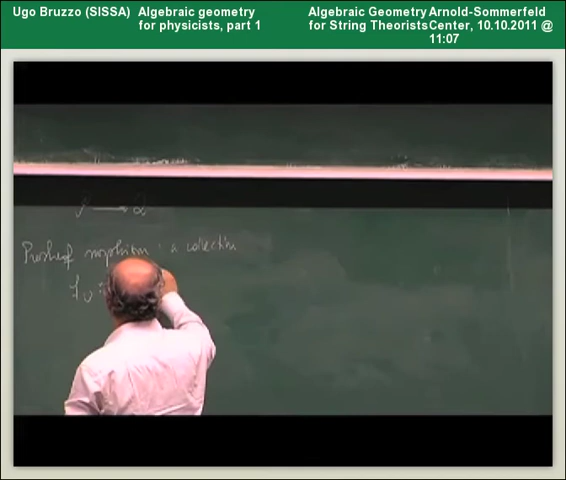 Ugo Bruzzo (SISSA)
Algebraic geometry
for physicists, part 1
Algebraic Geometry
for String Theorists
Arnold-Sommerfeld
Center, 10.10.2011 @
11:07
Presheaf morphism : a collection